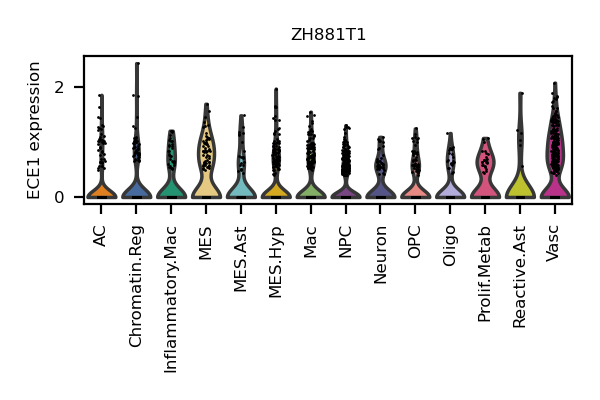 ZH881T1
ECE1 expression
2
0
AC
Chromatin.Reg
Inflammatory.Mac
MES
MES.Ast
MES.Hyp
Mac
NPC
Neuron
OPC
Oligo
Prolif.Metab
Reactive.Ast
Vasc